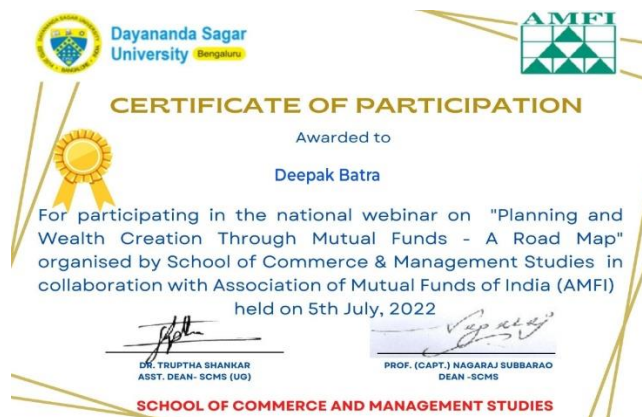 Dayananda Sagar
University Bengaluru
AMFI
CERTIFICATE OF PARTICIPATION
Awarded to
Deepak Batra
For participating in the national webinar on "Planning and
Wealth Creation Through Mutual Funds - A Road Map"
organised by School of Commerce & Management Studies in
collaboration with Association of Mutual Funds of India (AMFI)
held on 5th July, 2022
DR. TRUPTHA SHANKAR
ASST. DEAN- SCMS (UG)
PROF. (CAPT.) NAGARAJ SUBBARAO
DEAN -SCMS
SCHOOL OF COMMERCE AND MANAGEMENT STUDIES